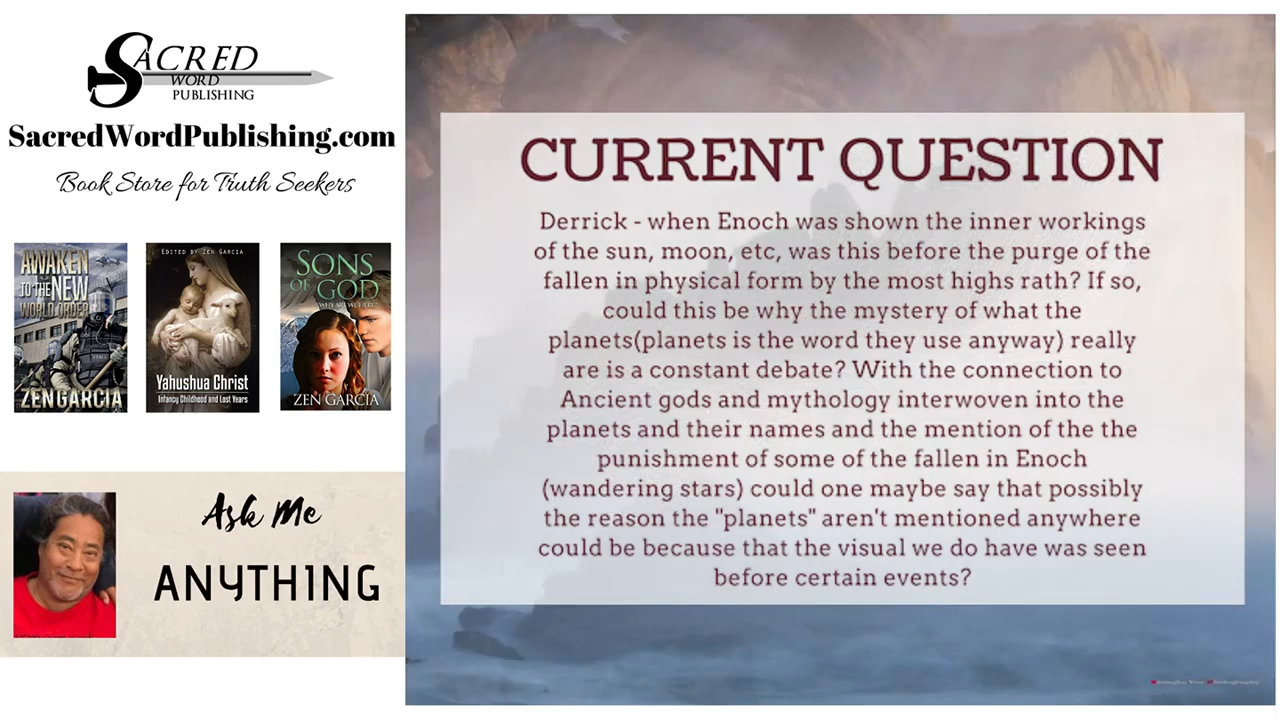 SACRED
WORD
PUBLISHING
SacredWordPublishing.com
Book Store for Truth Seekers
AWAKEN
TO THE NEW
WORLD ORDER
ZEN GARCIA
EDITED BY ZEN GARCIA
Yahushua Christ
Infancy Childhood and Lost Years
SONS
OF GOD
WHY ARE WE HERE?
ZEN GARCIA
Ask Me
ANYTHING
CURRENT QUESTION
Derrick - when Enoch was shown the inner workings
of the sun, moon, etc, was this before the purge of the
fallen in physical form by the most highs rath? If so,
could this be why the mystery of what the
planets(planets is the word they use anyway) really
are is a constant debate? With the connection to
Ancient gods and mythology interwoven into the
planets and their names and the mention of the the
punishment of some of the fallen in Enoch
(wandering stars) could one maybe say that possibly
the reason the "planets" aren't mentioned anywhere
could be because that the visual we do have was seen
before certain events?